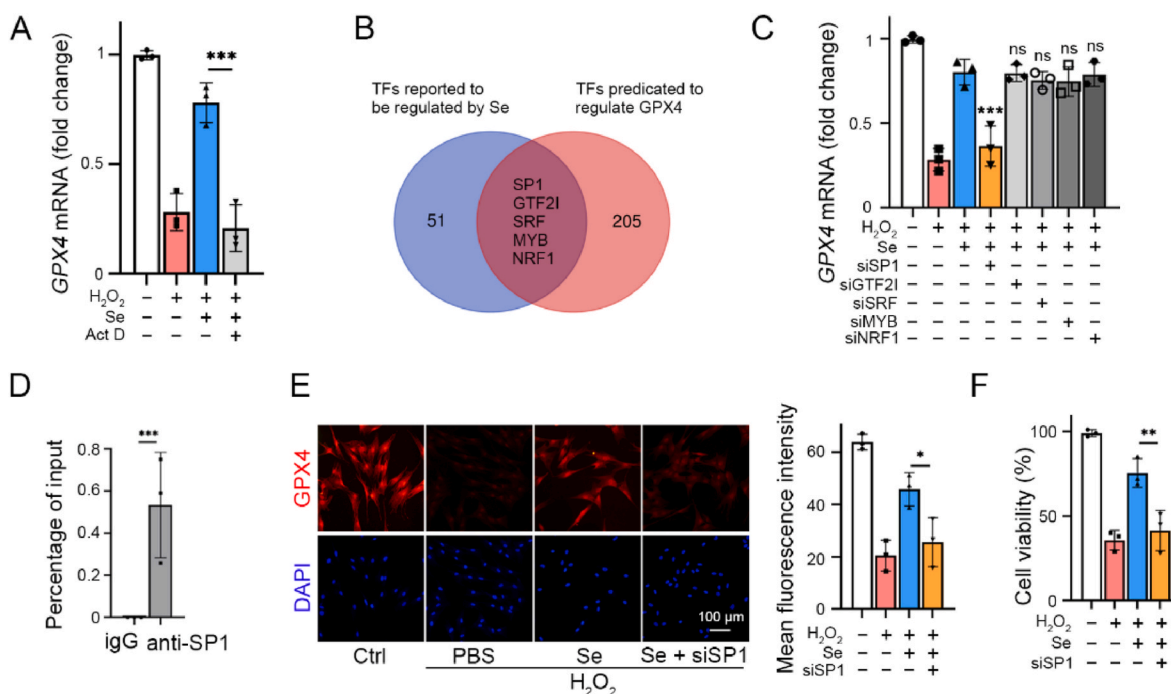 A
GPX4 mRNA (fold change)
1
0.5
0
***
H₂O₂ – + + +
Se – – + +
Act D – – – +
B
TFs reported to
be regulated by Se
TFs predicated to
regulate GPX4
51
SP1
GTF2I
SRF
MYB
NRF1
205
C
GPX4 mRNA (fold change)
1
0.5
0
*** ns ns ns ns
H₂O₂ – + + + + + + +
Se – – + + + + + +
siSP1 – – – + – – – –
siGTF2I – – – – + – – –
siSRF – – – – – + – –
siMYB – – – – – – + –
siNRF1 – – – – – – – +
D
Percentage of input
0.8
0.6
0.4
0.2
0
***
igG anti-SP1
E
GPX4
DAPI
100 µm
Ctrl PBS Se Se + siSP1
H₂O₂
Mean fluorescence intensity
60
40
20
0
*
H₂O₂ – + + +
Se – – + +
siSP1 – – – +
F
Cell viability (%)
100
50
0
**
H₂O₂ – + + +
Se – – + +
siSP1 – – – +